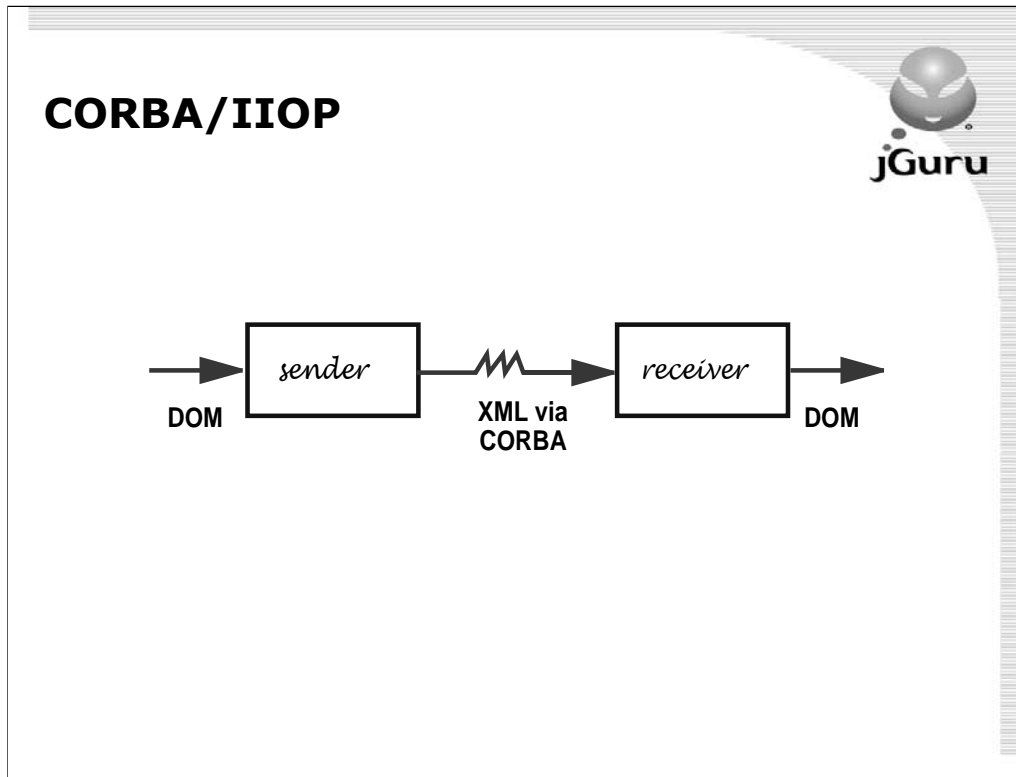 CORBA/IIOP
jGuru
sender
receiver
DOM
XML via
CORBA
DOM